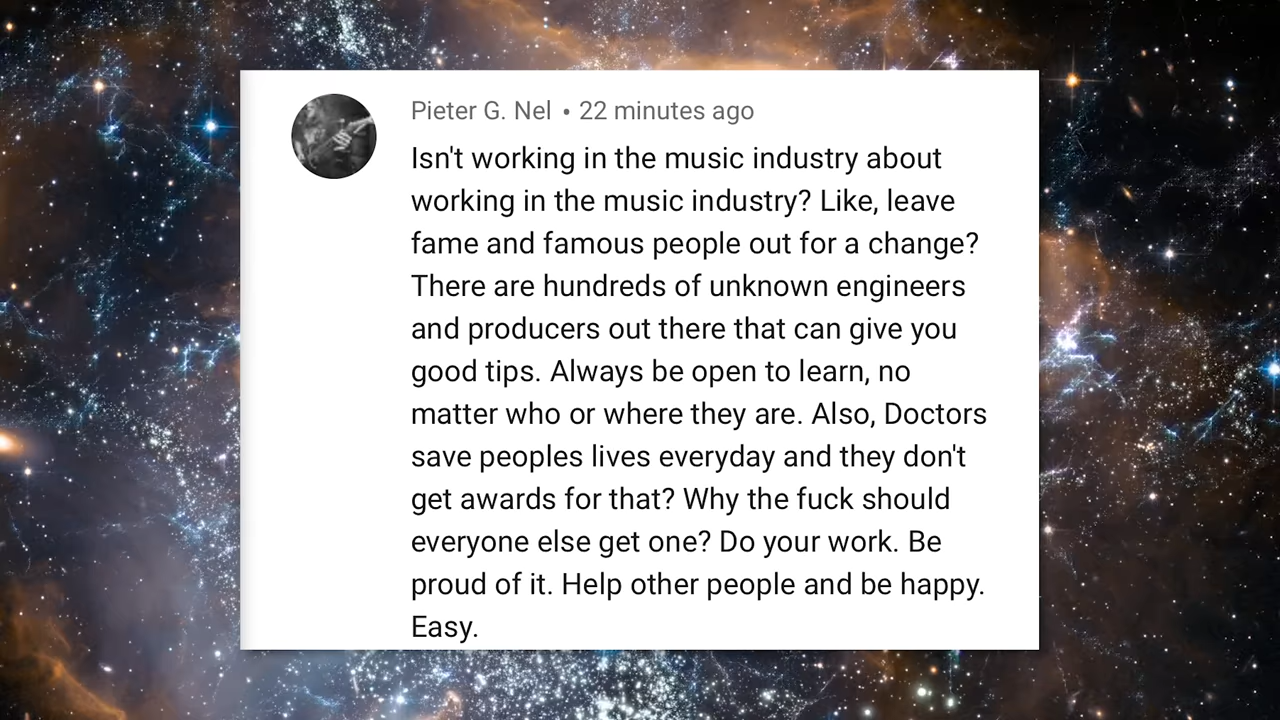 Pieter G. Nel • 22 minutes ago
Isn't working in the music industry about
working in the music industry? Like, leave
fame and famous people out for a change?
There are hundreds of unknown engineers
and producers out there that can give you
good tips. Always be open to learn, no
matter who or where they are. Also, Doctors
save peoples lives everyday and they don't
get awards for that? Why the fuck should
everyone else get one? Do your work. Be
proud of it. Help other people and be happy.
Easy.